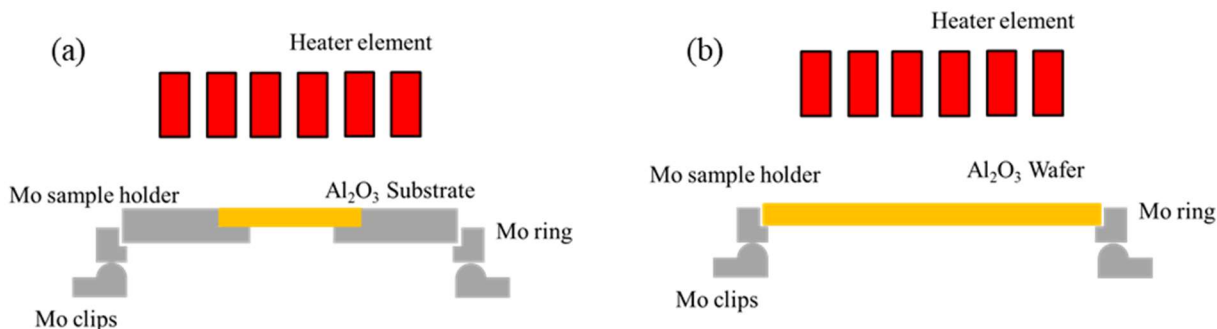 (a)
Heater element
Mo sample holder
Al₂O₃ Substrate
Mo ring
Mo clips
(b)
Heater element
Al₂O₃ Wafer
Mo sample holder
Mo ring
Mo clips